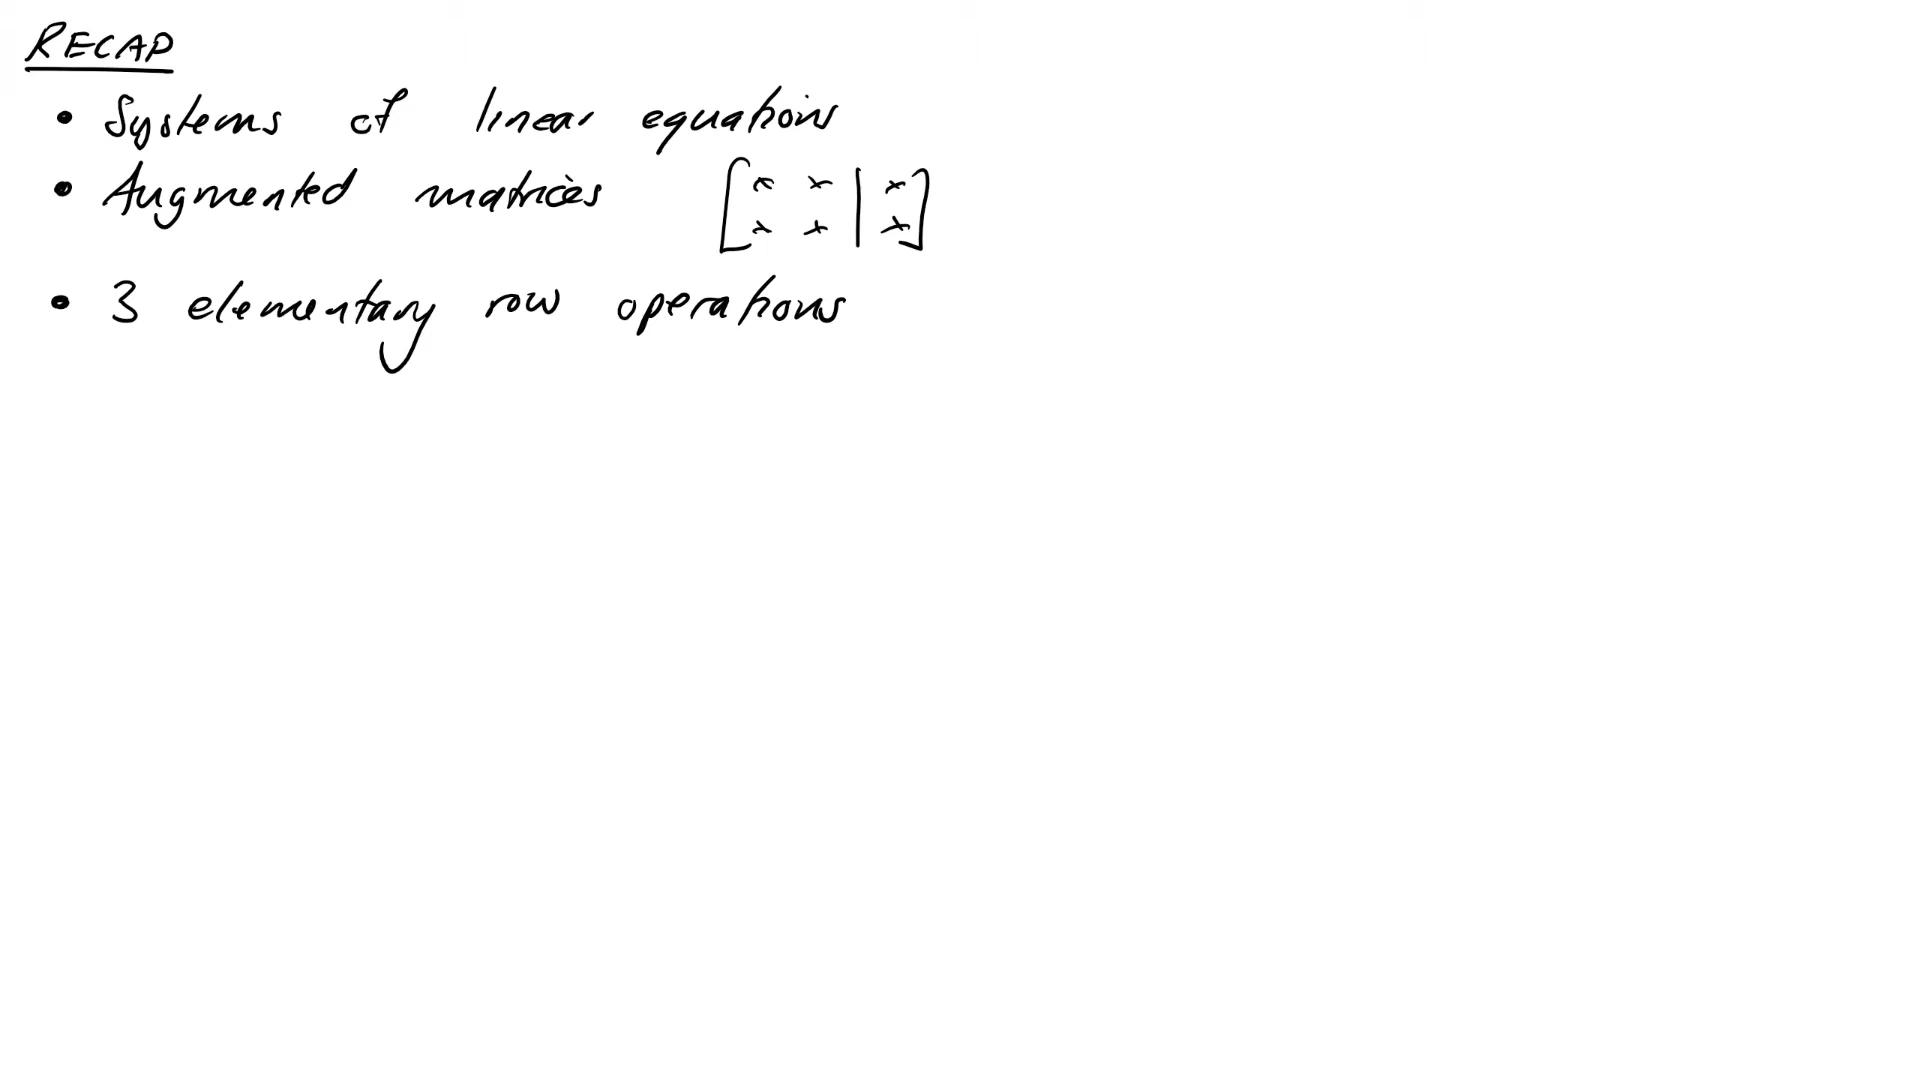 RECAP
• Systems of linear equations
• Augmented matrices [x x | x
x x | x]
• 3 elementary row operations